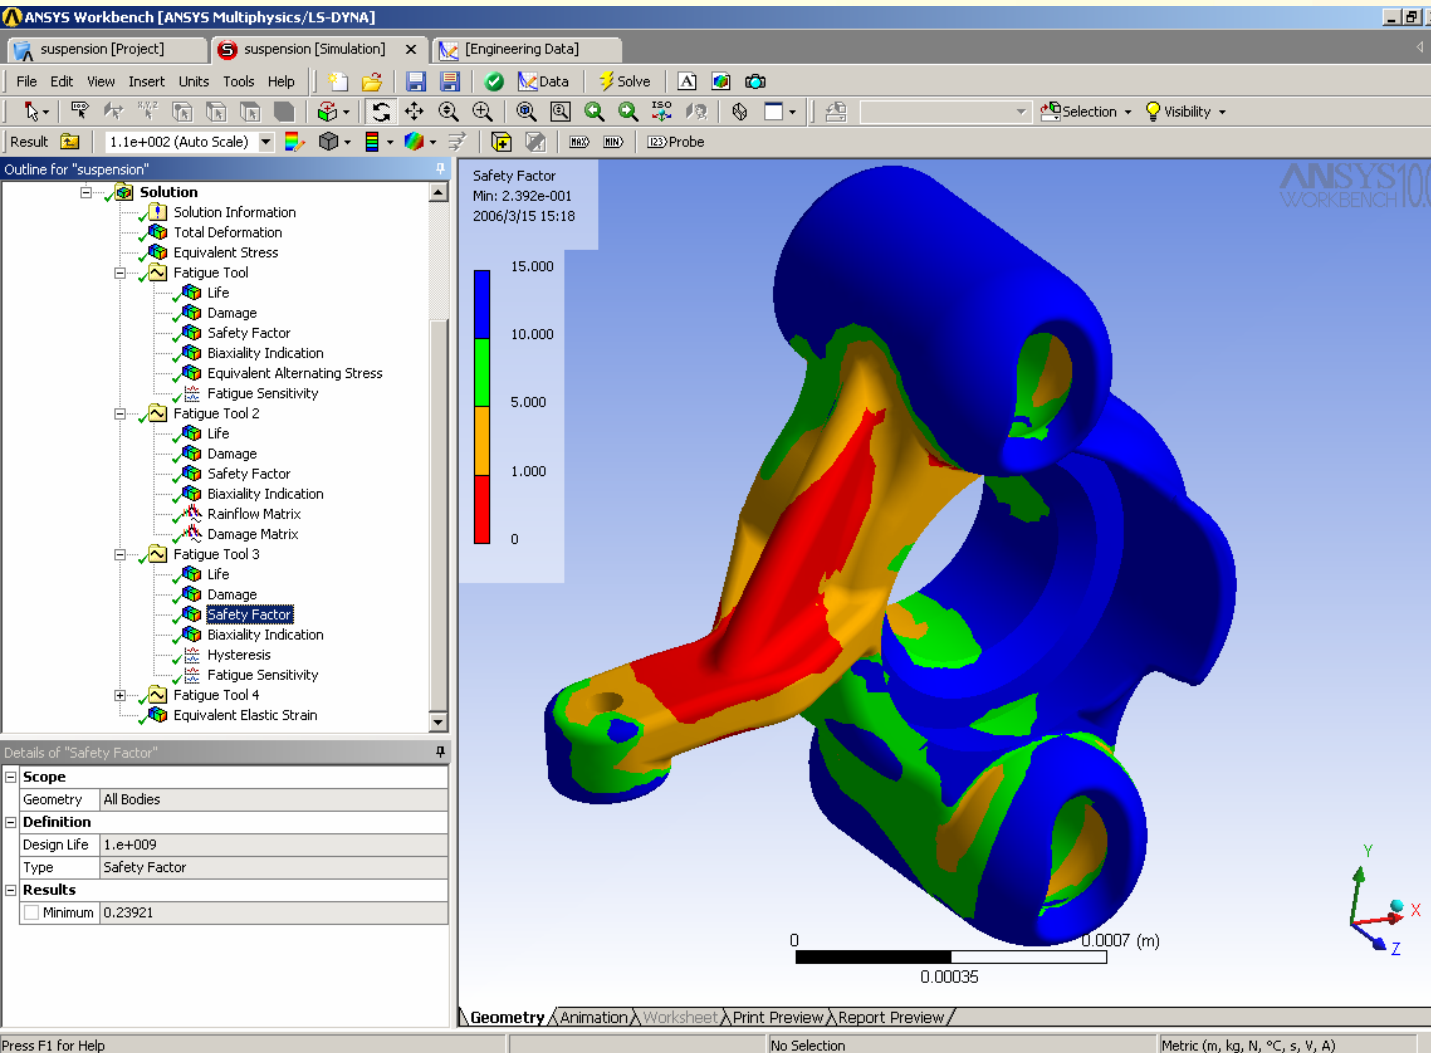 ANSYS Workbench [ANSYS Multiphysics/LS-DYNA]
suspension [Project]
suspension [Simulation]
[Engineering Data]
File Edit View Insert Units Tools Help
Data
Solve
A
X,Y,Z
ISO
Selection
Visibility
Result
1.1e+002 (Auto Scale)
MAX
MIN
123 Probe
Outline for "suspension"
Solution
Solution Information
Total Deformation
Equivalent Stress
Fatigue Tool
Life
Damage
Safety Factor
Biaxiality Indication
Equivalent Alternating Stress
Fatigue Sensitivity
Fatigue Tool 2
Life
Damage
Safety Factor
Biaxiality Indication
Rainflow Matrix
Damage Matrix
Fatigue Tool 3
Life
Damage
Safety Factor
Biaxiality Indication
Hysteresis
Fatigue Sensitivity
Fatigue Tool 4
Equivalent Elastic Strain
Details of "Safety Factor"
Scope
Geometry All Bodies
Definition
Design Life 1.e+009
Type Safety Factor
Results
Minimum 0.23921
Safety Factor
Min: 2.392e-001
2006/3/15 15:18
15.000
10.000
5.000
1.000
0
ANSYS 10.0
WORKBENCH
Y
X
Z
0
0.0007 (m)
0.00035
Geometry Animation Worksheet Print Preview Report Preview
Press F1 for Help
No Selection
Metric (m, kg, N, °C, s, V, A)